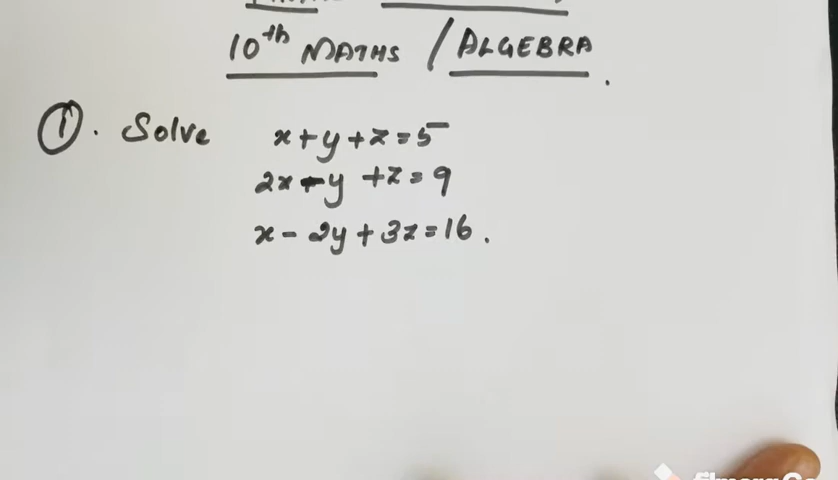 10th MATHS / ALGEBRA.
①. Solve x+y+z=5
2x-y+z=9
x-2y+3z=16.